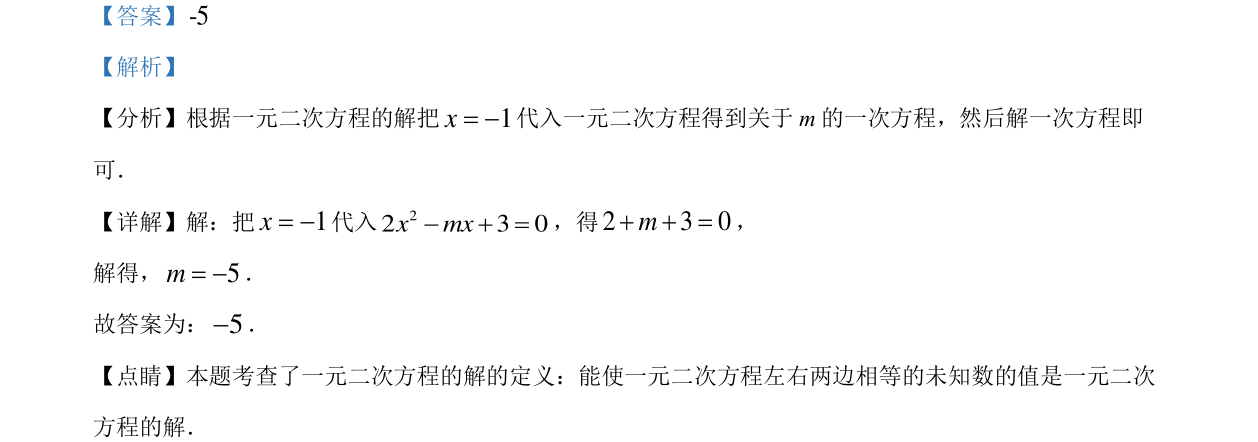 【答案】-5
【解析】
【分析】根据一元二次方程的解把 x = −1 代入一元二次方程得到关于 m 的一次方程，然后解一次方程即
可．
【详解】解：把 x = −1 代入 2x² − mx + 3 = 0，得 2 + m + 3 = 0，
解得，m = −5．
故答案为：−5．
【点睛】本题考查了一元二次方程的解的定义：能使一元二次方程左右两边相等的未知数的值是一元二次
方程的解．